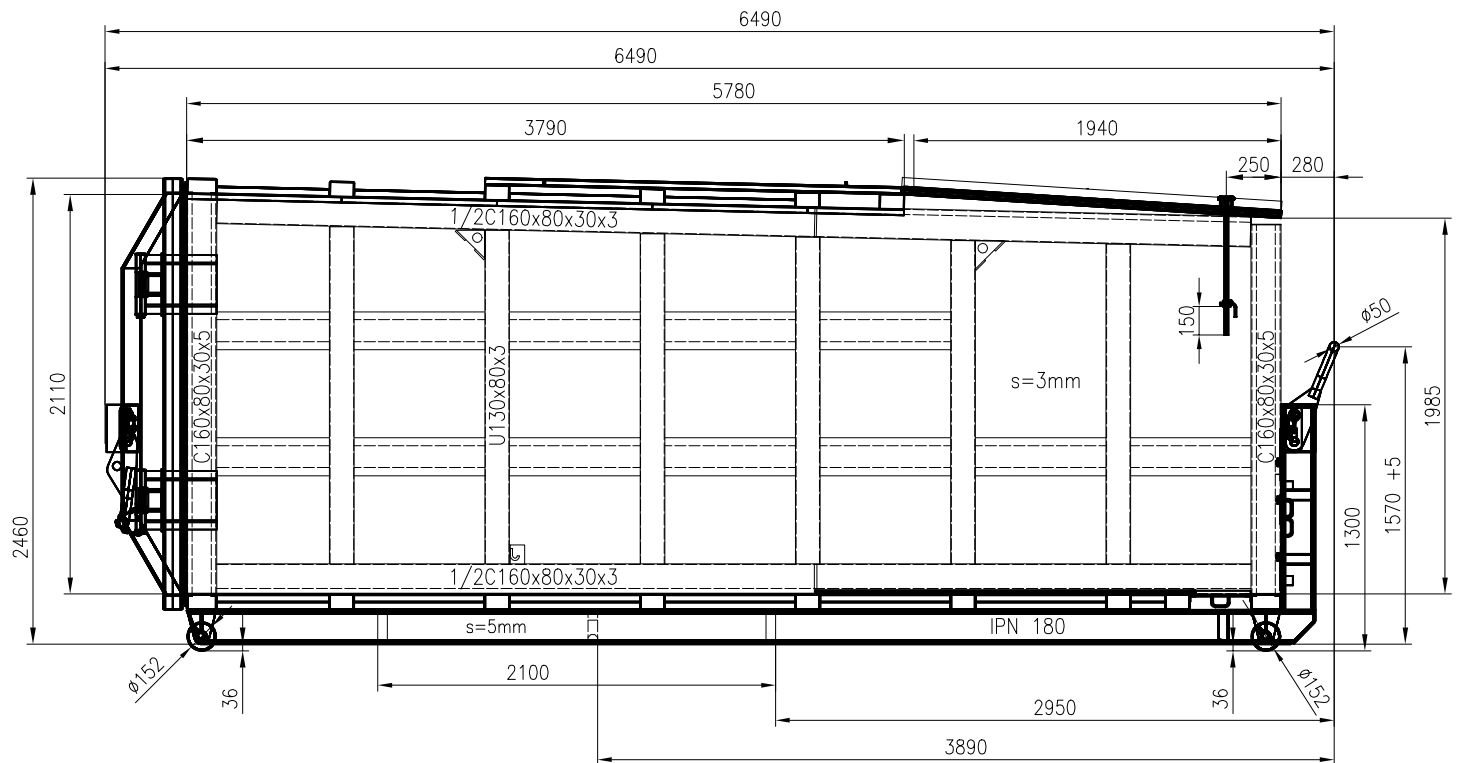 6490
6490
5780
3790
1940
250
280
1/2C160x80x30x3
150
ø50
C160x80x30x5
U130x80x3
s=3mm
C160x80x30x5
2110
1985
2460
1300
1570 +5
1/2C160x80x30x3
s=5mm
IPN 180
ø152
36
2100
36
ø152
2950
3890